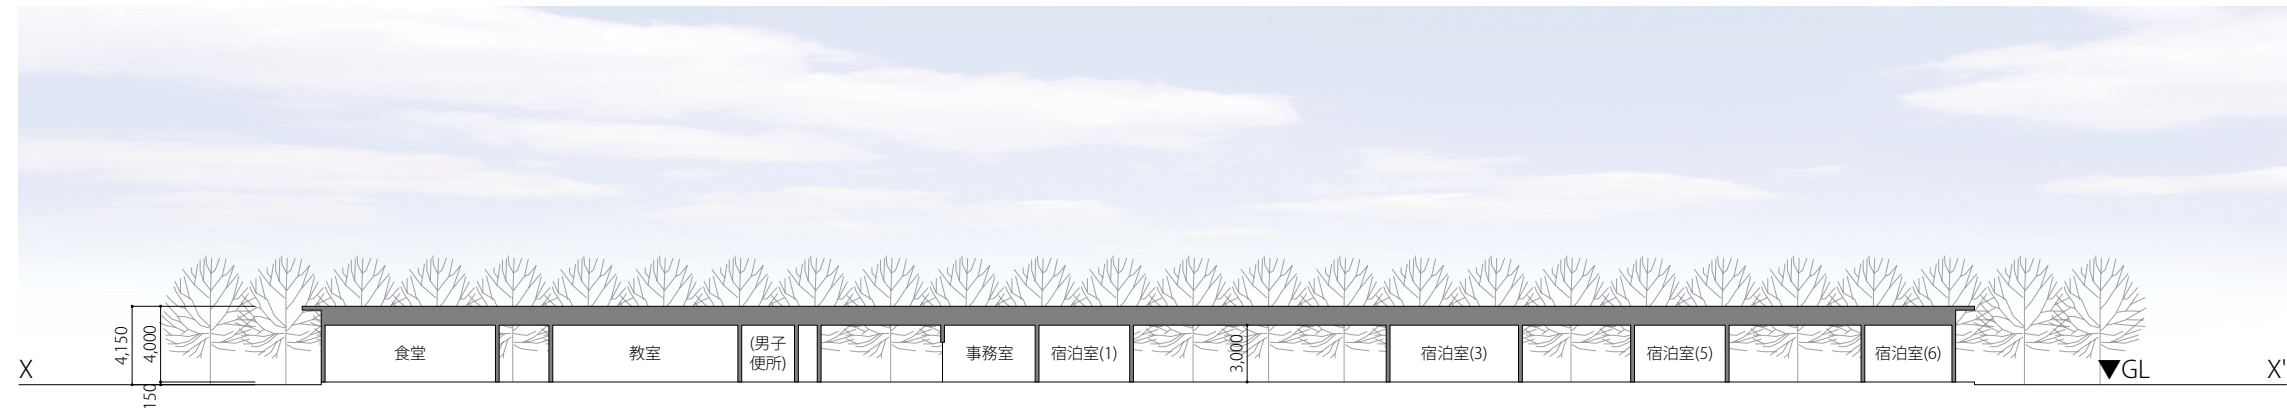 4,150
4,000
150
X
食堂
教室
(男子
便所)
事務室
宿泊室(1)
3,000
宿泊室(3)
宿泊室(5)
宿泊室(6)
▼GL
X'